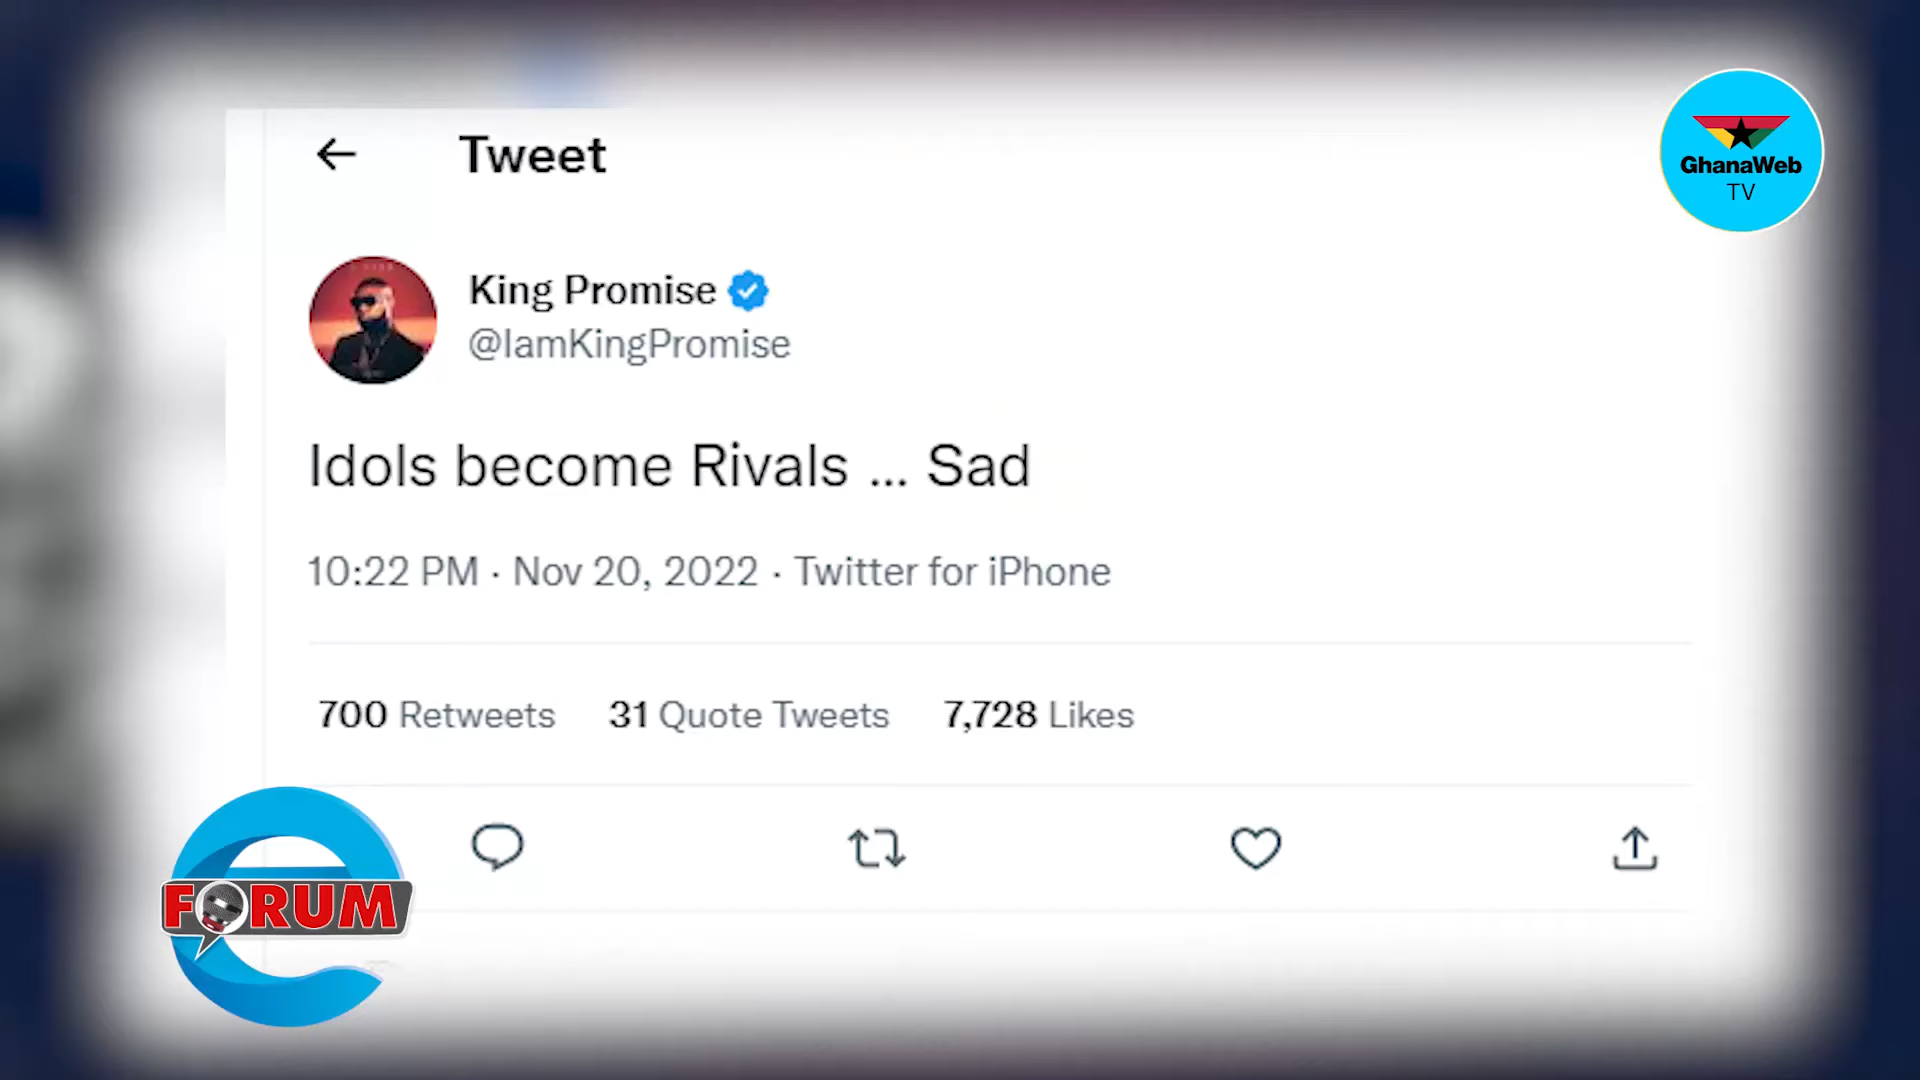 Tweet
GhanaWeb
TV
King Promise
@IamKingPromise
Idols become Rivals ... Sad
10:22 PM · Nov 20, 2022 · Twitter for iPhone
700 Retweets 31 Quote Tweets 7,728 Likes
FORUM